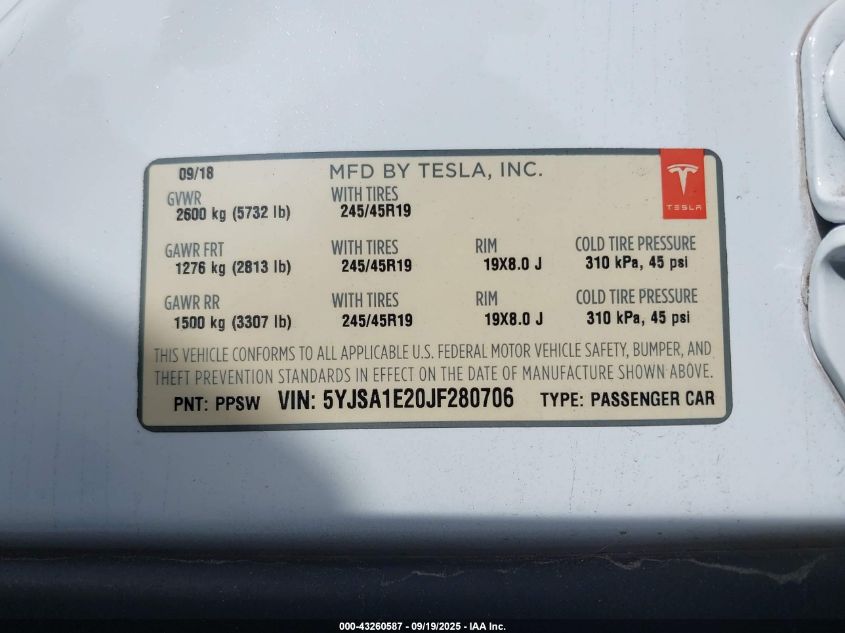 09/18 MFD BY TESLA, INC.
GVWR WITH TIRES
2600 kg (5732 lb) 245/45R19
TESLA
GAWR FRT WITH TIRES RIM COLD TIRE PRESSURE
1276 kg (2813 lb) 245/45R19 19X8.0 J 310 kPa, 45 psi
GAWR RR WITH TIRES RIM COLD TIRE PRESSURE
1500 kg (3307 lb) 245/45R19 19X8.0 J 310 kPa, 45 psi
THIS VEHICLE CONFORMS TO ALL APPLICABLE U.S. FEDERAL MOTOR VEHICLE SAFETY, BUMPER, AND
THEFT PREVENTION STANDARDS IN EFFECT ON THE DATE OF MANUFACTURE SHOWN ABOVE.
PNT: PPSW VIN: 5YJSA1E20JF280706 TYPE: PASSENGER CAR
000-43260587 - 09/19/2025 - IAA Inc.